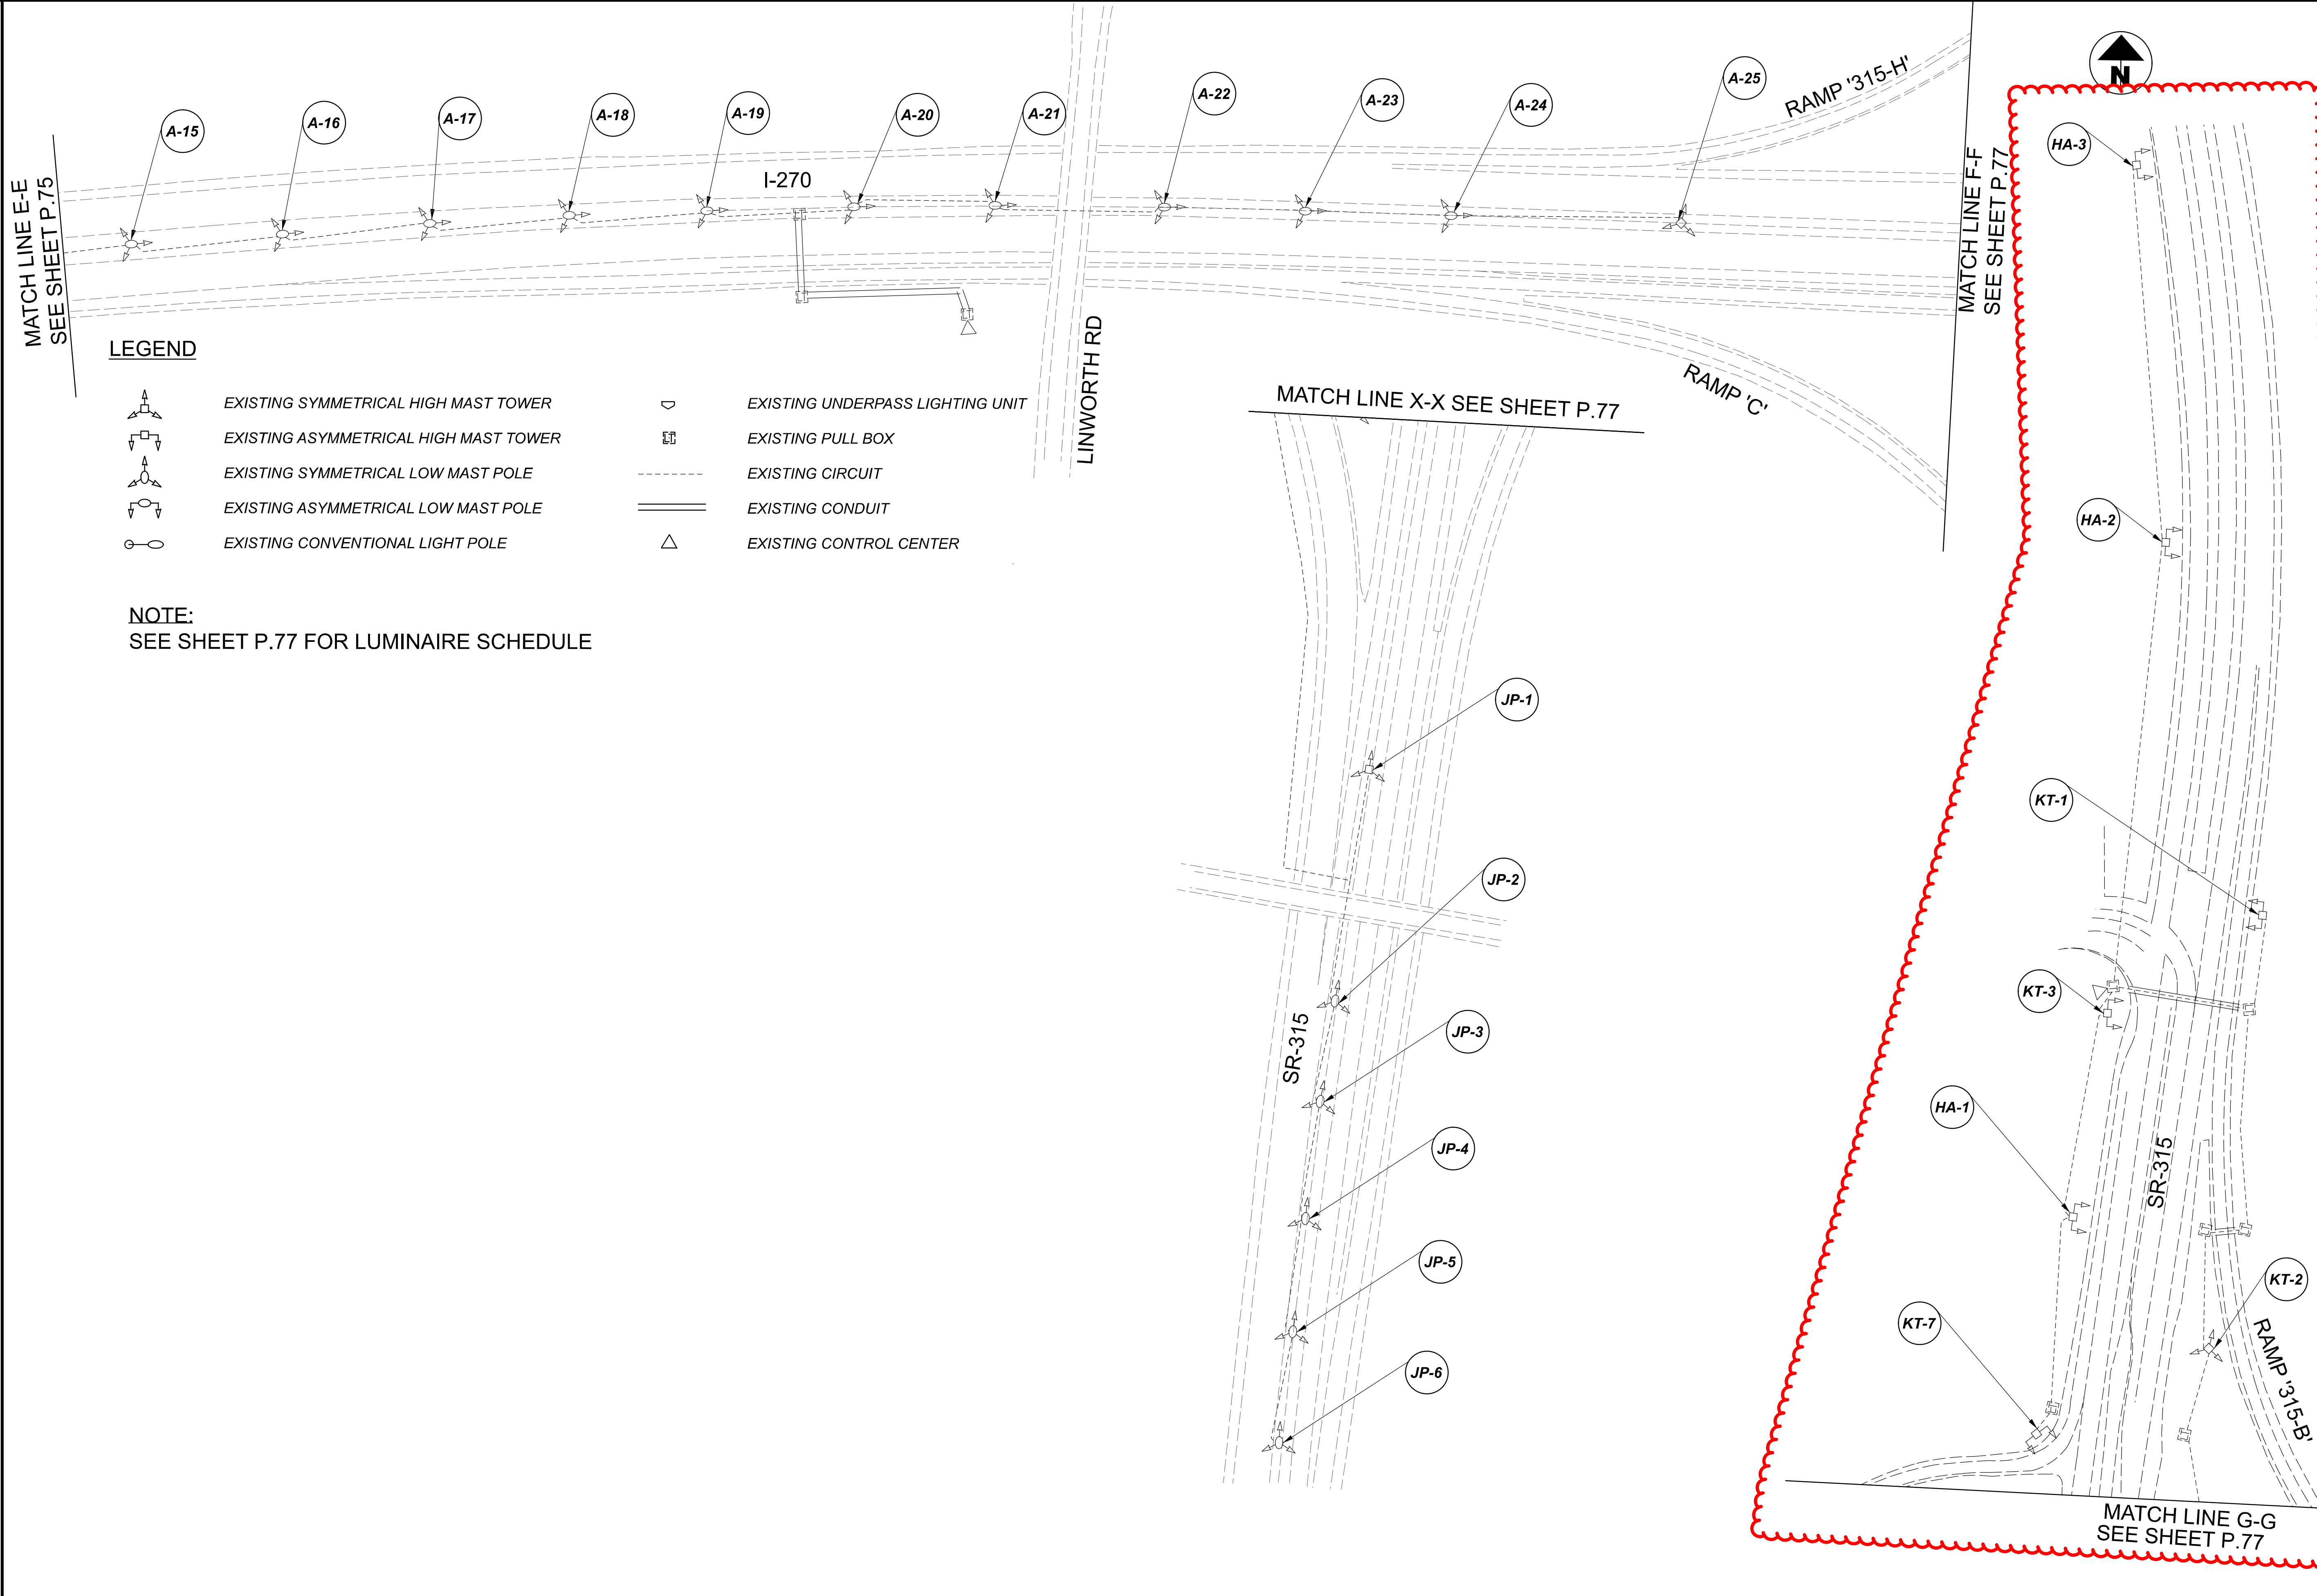 A-15
A-16
A-17
A-18
A-19
A-20
A-21
A-22
A-23
A-24
A-25
RAMP '315-H'
I-270
MATCH LINE E-E
SEE SHEET P.75
MATCH LINE F-F
SEE SHEET P.77
LINWORTH RD
RAMP 'C'
N
LEGEND
EXISTING SYMMETRICAL HIGH MAST TOWER
EXISTING ASYMMETRICAL HIGH MAST TOWER
EXISTING SYMMETRICAL LOW MAST POLE
EXISTING ASYMMETRICAL LOW MAST POLE
EXISTING CONVENTIONAL LIGHT POLE
EXISTING UNDERPASS LIGHTING UNIT
EXISTING PULL BOX
EXISTING CIRCUIT
EXISTING CONDUIT
EXISTING CONTROL CENTER
NOTE:
SEE SHEET P.77 FOR LUMINAIRE SCHEDULE
MATCH LINE X-X SEE SHEET P.77
JP-1
JP-2
JP-3
JP-4
JP-5
JP-6
SR-315
HA-3
HA-2
KT-1
KT-3
HA-1
KT-2
KT-7
SR-315
RAMP '315-B'
MATCH LINE G-G
SEE SHEET P.77